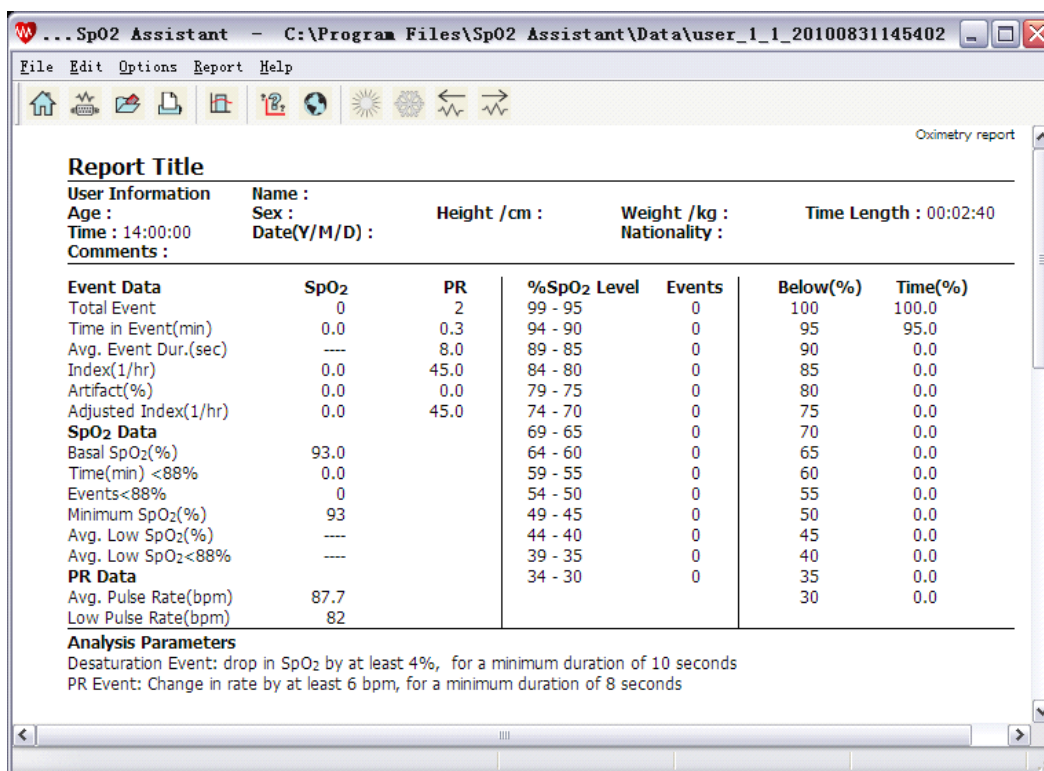 ...SpO2 Assistant - C:\Program Files\SpO2 Assistant\Data\user_1_1_20100831145402
File Edit Options Report Help
Oximetry report
Report Title
User Information Name :
Age : Sex : Height /cm : Weight /kg : Time Length : 00:02:40
Time : 14:00:00 Date(Y/M/D) : Nationality :
Comments :
Event Data SpO2 PR %SpO2 Level Events Below(%) Time(%)
Total Event 0 2 99 - 95 0 100 100.0
Time in Event(min) 0.0 0.3 94 - 90 0 95 95.0
Avg. Event Dur.(sec) ---- 8.0 89 - 85 0 90 0.0
Index(1/hr) 0.0 45.0 84 - 80 0 85 0.0
Artifact(%) 0.0 0.0 79 - 75 0 80 0.0
Adjusted Index(1/hr) 0.0 45.0 74 - 70 0 75 0.0
SpO2 Data 69 - 65 0 70 0.0
Basal SpO2(%) 93.0 64 - 60 0 65 0.0
Time(min) <88% 0.0 59 - 55 0 60 0.0
Events<88% 0 54 - 50 0 55 0.0
Minimum SpO2(%) 93 49 - 45 0 50 0.0
Avg. Low SpO2(%) ---- 44 - 40 0 45 0.0
Avg. Low SpO2<88% ---- 39 - 35 0 40 0.0
PR Data 34 - 30 0 35 0.0
Avg. Pulse Rate(bpm) 87.7 30 0.0
Low Pulse Rate(bpm) 82
Analysis Parameters
Desaturation Event: drop in SpO2 by at least 4%, for a minimum duration of 10 seconds
PR Event: Change in rate by at least 6 bpm, for a minimum duration of 8 seconds